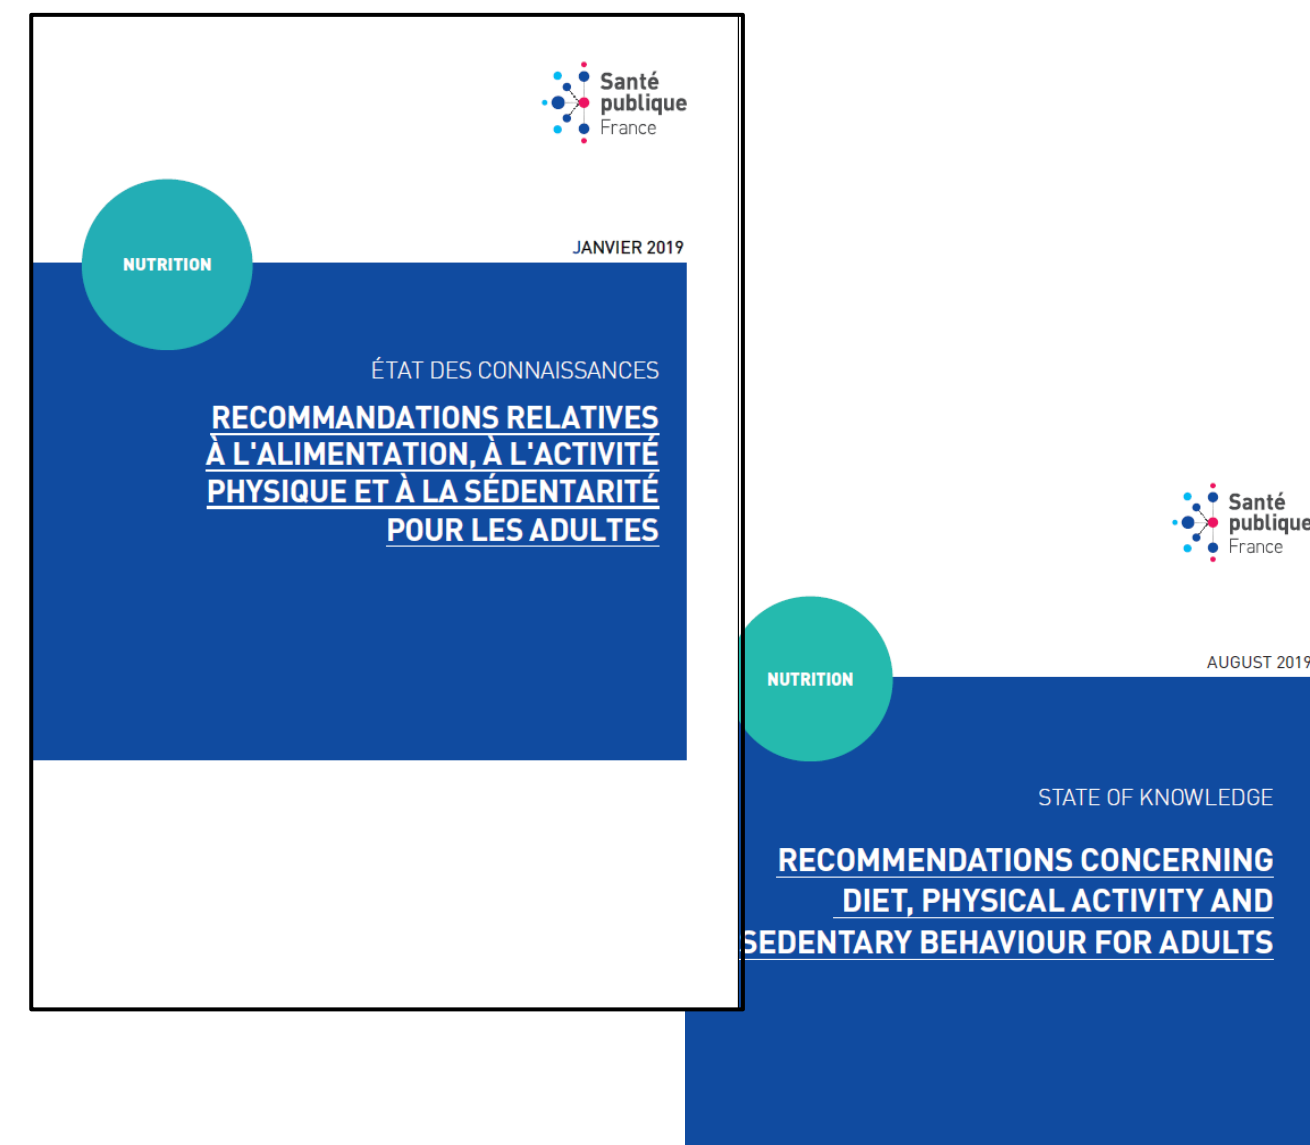 Santé
publique
France
JANVIER 2019
NUTRITION
ÉTAT DES CONNAISSANCES
RECOMMANDATIONS RELATIVES
À L'ALIMENTATION, À L'ACTIVITÉ
PHYSIQUE ET À LA SÉDENTARITÉ
POUR LES ADULTES
Santé
publique
France
AUGUST 2019
NUTRITION
STATE OF KNOWLEDGE
RECOMMENDATIONS CONCERNING
DIET, PHYSICAL ACTIVITY AND
SEDENTARY BEHAVIOUR FOR ADULTS